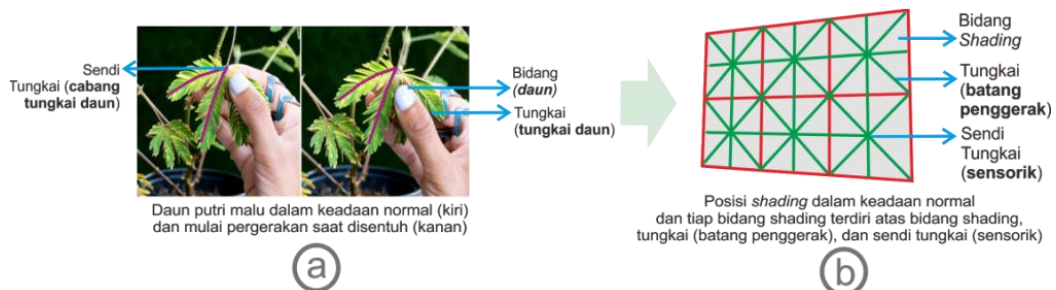 Sendi
Tungkai (cabang
tungkai daun)
Bidang
(daun)
Tungkai
(tungkai daun)
Daun putri malu dalam keadaan normal (kiri)
dan mulai pergerakan saat disentuh (kanan)
a
Bidang
Shading
Tungkai
(batang
penggerak)
Sendi
Tungkai
(sensorik)
Posisi shading dalam keadaan normal
dan tiap bidang shading terdiri atas bidang shading,
tungkai (batang penggerak), dan sendi tungkai (sensorik)
b